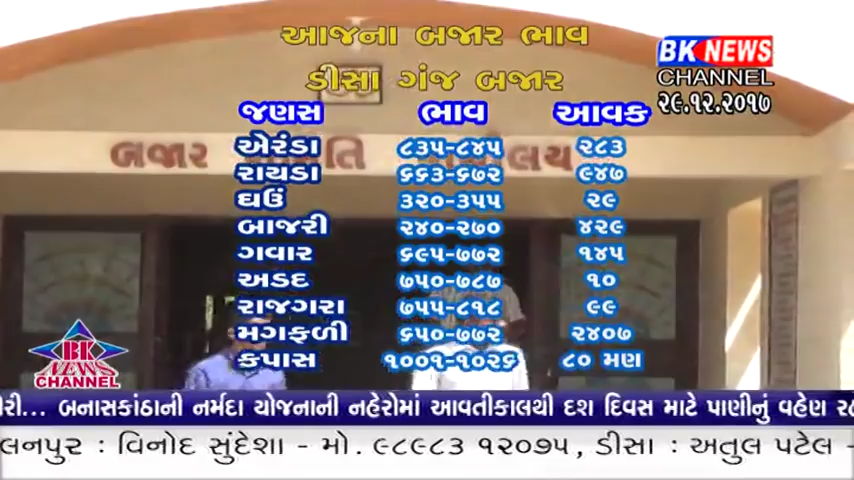 આજના બજાર ભાવ
ડીસા ગંજ બજાર
BK NEWS
CHANNEL
૨૯.૧૨.૨૦૧૭
જણસ ભાવ આવક
બજાર
એરંડા ૮૩૫-૮૪૫ ૨૮૩
રાયડા ૬૬૩-૬૭૨ ૯૪૭
ઘઉં ૩૨૦-૩૫૫ ૨૯
બાજરી ૨૪૦-૨૭૦ ૪૨૯
ગવાર ૬૯૫-૭૭૨ ૧૪૫
અડદ ૭૫૦-૭૮૭ ૧૦
રાજગરા ૭૫૫-૮૧૮ ૯૯
મગફળી ૬૫૦-૭૭૨ ૨૪૦૭
કપાસ ૧૦૦૧-૧૦૨૬ ૮૦ મણ
BK
NEWS
CHANNEL
રી... બનાસકાંઠાની નર્મદા યોજનાની નહેરોમાં આવતીકાલથી દશ દિવસ માટે પાણીનું વહેણ
લનપુર : વિનોદ સુંદેશા - મો. ૯૮૯૮૩ ૧૨૦૭૫, ડીસા : અતુલ પટેલ -